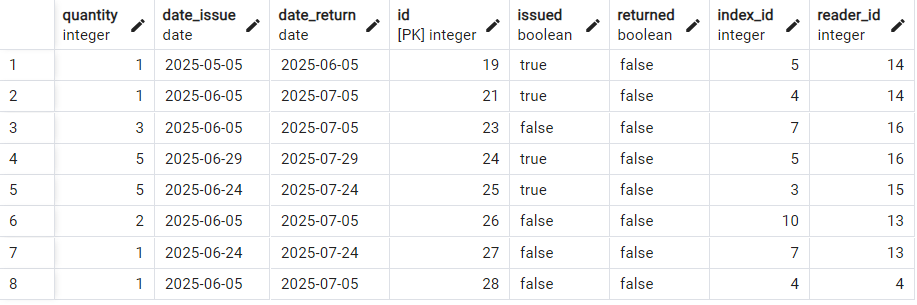 quantity date_issue date_return id issued returned index_id reader_id
integer date date [PK] integer boolean boolean integer integer
1 1 2025-05-05 2025-06-05 19 true false 5 14
2 1 2025-06-05 2025-07-05 21 true false 4 14
3 3 2025-06-05 2025-07-05 23 false false 7 16
4 5 2025-06-29 2025-07-29 24 true false 5 16
5 5 2025-06-24 2025-07-24 25 true false 3 15
6 2 2025-06-05 2025-07-05 26 false false 10 13
7 1 2025-06-24 2025-07-24 27 false false 7 13
8 1 2025-06-05 2025-07-05 28 false false 4 4